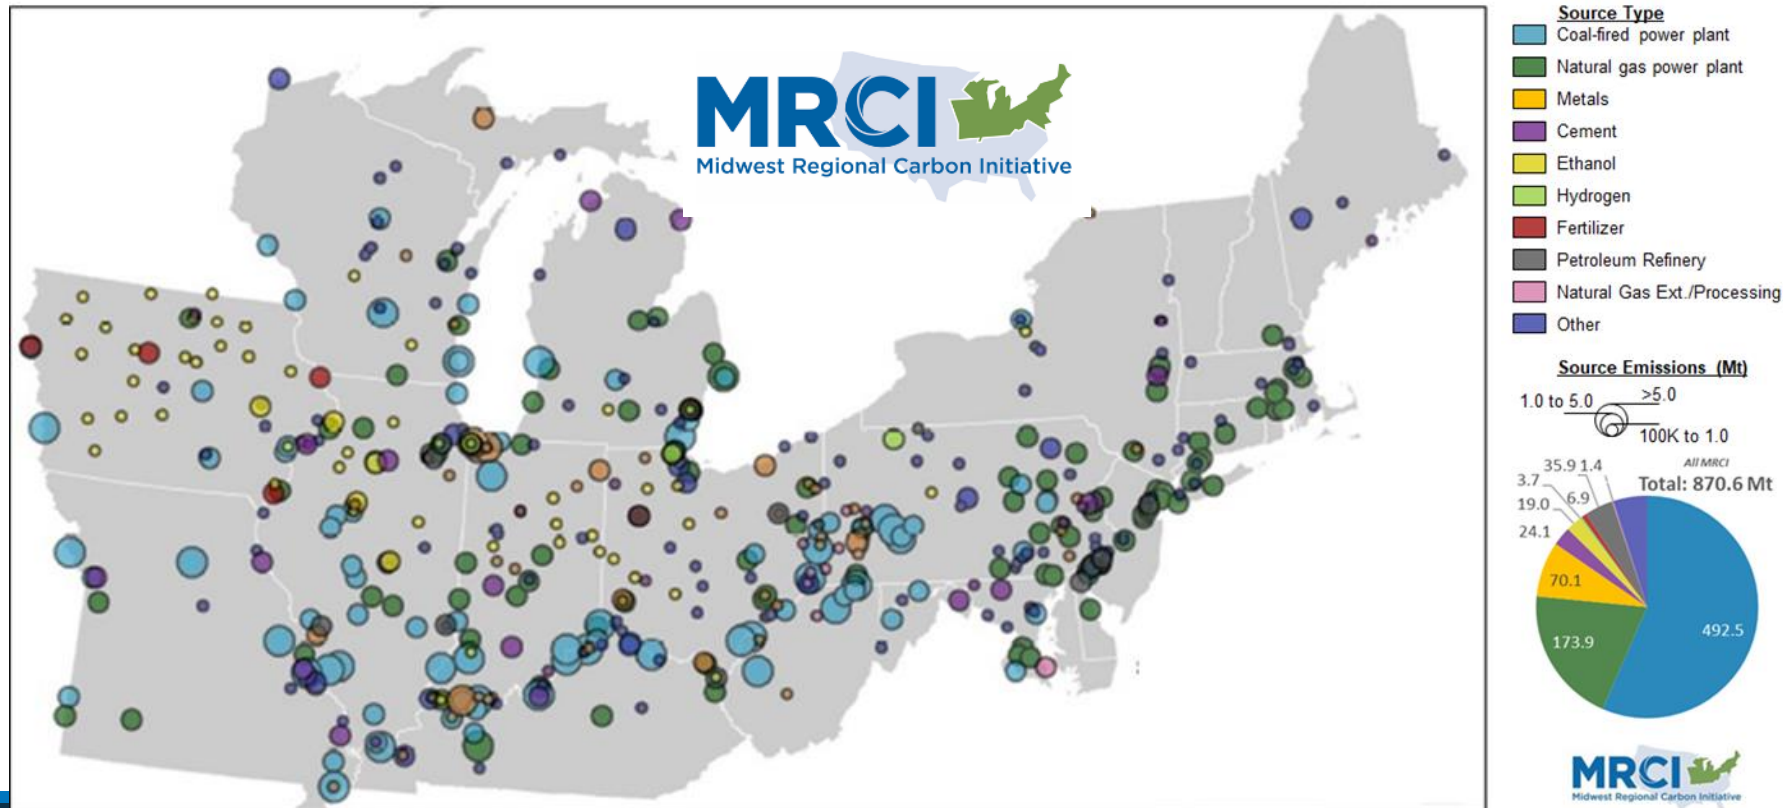 MRCI
Midwest Regional Carbon Initiative
Source Type
Coal-fired power plant
Natural gas power plant
Metals
Cement
Ethanol
Hydrogen
Fertilizer
Petroleum Refinery
Natural Gas Ext./Processing
Other
Source Emissions (Mt)
1.0 to 5.0
>5.0
100K to 1.0
All MRCI
Total: 870.6 Mt
35.9 1.4
3.7
6.9
19.0
24.1
70.1
173.9
492.5
MRCI
Midwest Regional Carbon Initiative